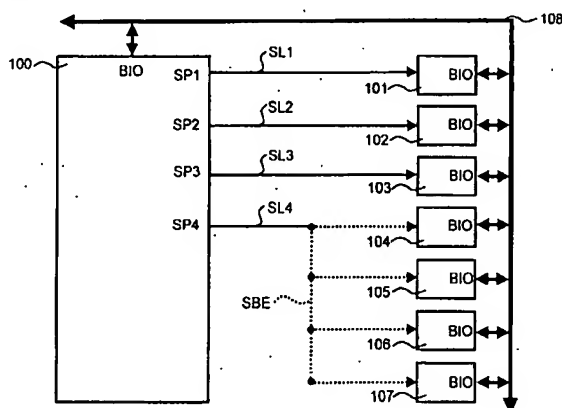 108
100
BIO
SP1
SL1
BIO
101
SP2
SL2
BIO
102
SP3
SL3
BIO
103
SP4
SL4
BIO
104
SBE
BIO
105
BIO
106
BIO
107